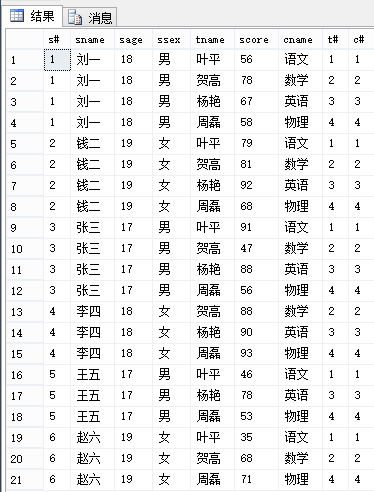 结果 消息
s# sname sage ssex tname score cname t# c#
1 1 刘一 18 男 叶平 56 语文 1 1
2 1 刘一 18 男 贺高 78 数学 2 2
3 1 刘一 18 男 杨艳 67 英语 3 3
4 1 刘一 18 男 周磊 58 物理 4 4
5 2 钱二 19 女 叶平 79 语文 1 1
6 2 钱二 19 女 贺高 81 数学 2 2
7 2 钱二 19 女 杨艳 92 英语 3 3
8 2 钱二 19 女 周磊 68 物理 4 4
9 3 张三 17 男 叶平 91 语文 1 1
10 3 张三 17 男 贺高 47 数学 2 2
11 3 张三 17 男 杨艳 88 英语 3 3
12 3 张三 17 男 周磊 56 物理 4 4
13 4 李四 18 女 贺高 88 数学 2 2
14 4 李四 18 女 杨艳 90 英语 3 3
15 4 李四 18 女 周磊 93 物理 4 4
16 5 王五 17 男 叶平 46 语文 1 1
17 5 王五 17 男 杨艳 78 英语 3 3
18 5 王五 17 男 周磊 53 物理 4 4
19 6 赵六 19 女 叶平 35 语文 1 1
20 6 赵六 19 女 贺高 68 数学 2 2
21 6 赵六 19 女 周磊 71 物理 4 4